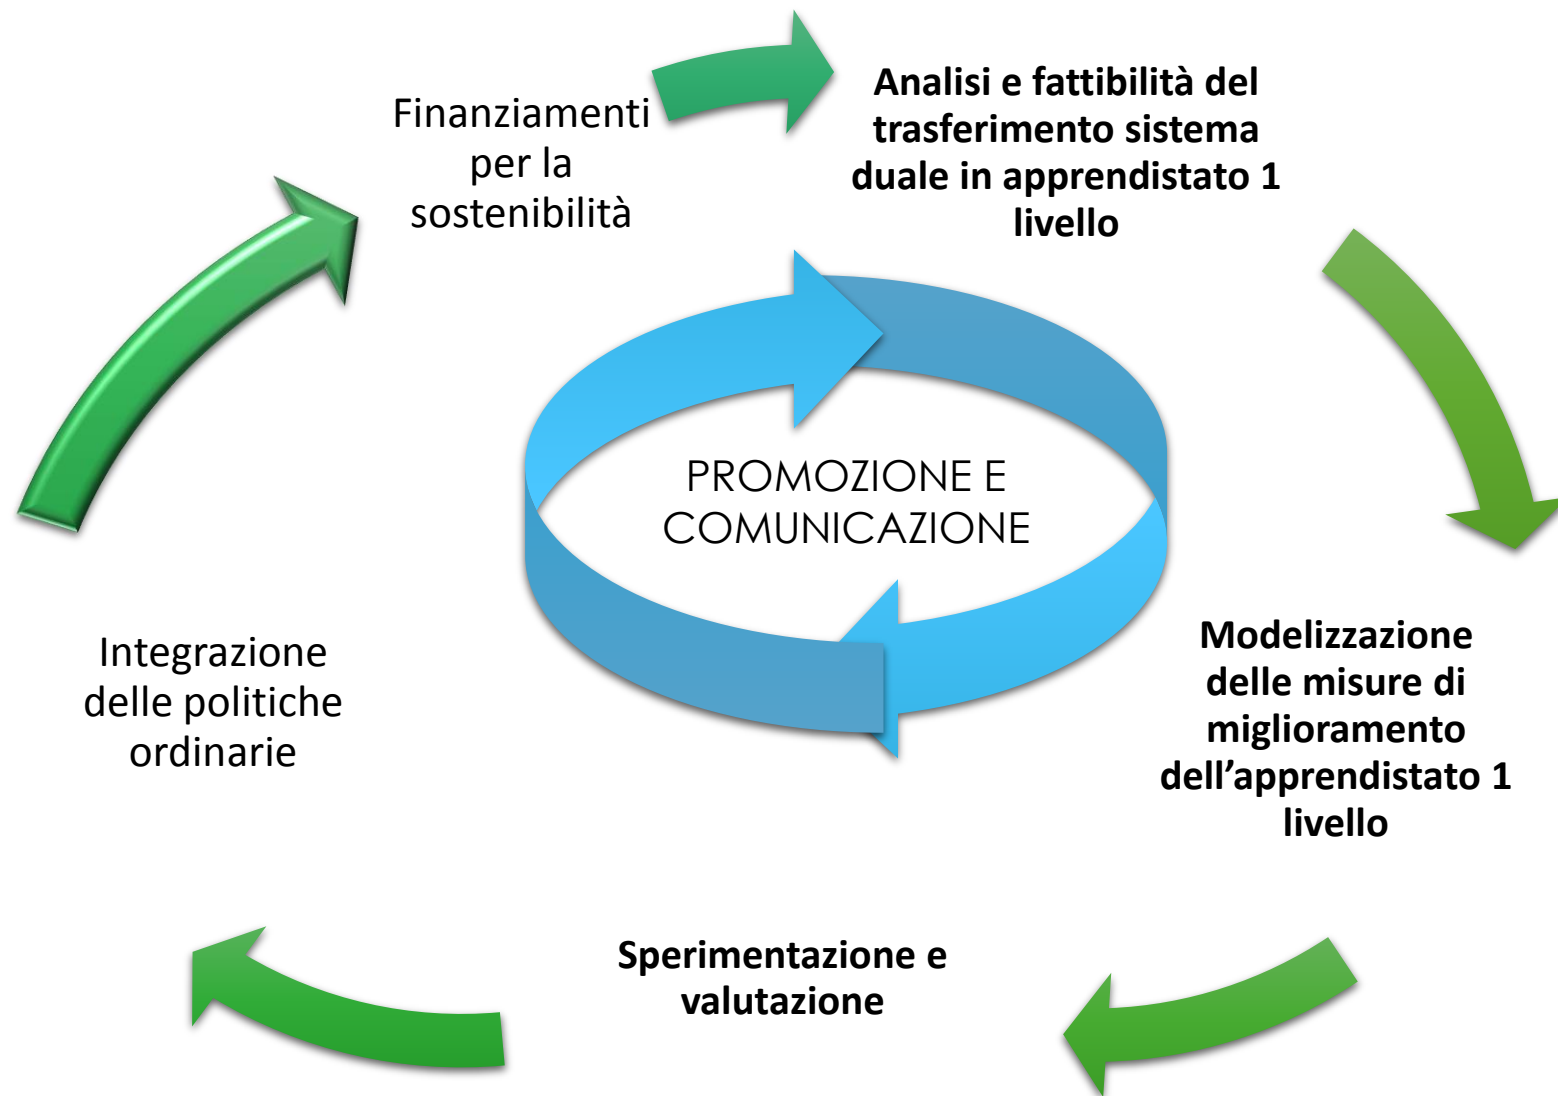 Finanziamenti
per la
sostenibilità
Analisi e fattibilità del
trasferimento sistema
duale in apprendistato 1
livello
PROMOZIONE E
COMUNICAZIONE
Modelizzazione
delle misure di
miglioramento
dell’apprendistato 1
livello
Sperimentazione e
valutazione
Integrazione
delle politiche
ordinarie